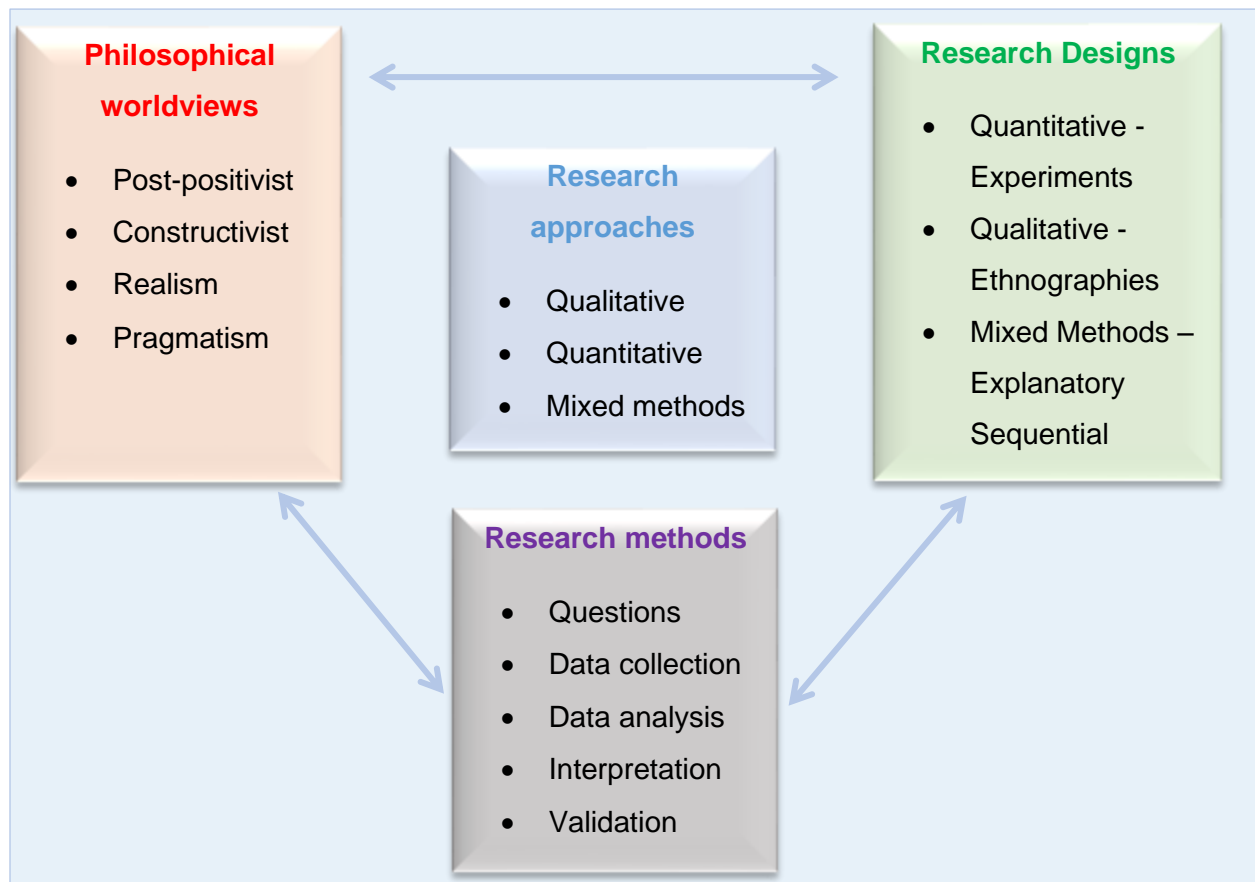 Philosophical
worldviews
• Post-positivist
• Constructivist
• Realism
• Pragmatism
Research
approaches
• Qualitative
• Quantitative
• Mixed methods
Research Designs
• Quantitative -
Experiments
• Qualitative -
Ethnographies
• Mixed Methods –
Explanatory
Sequential
Research methods
• Questions
• Data collection
• Data analysis
• Interpretation
• Validation